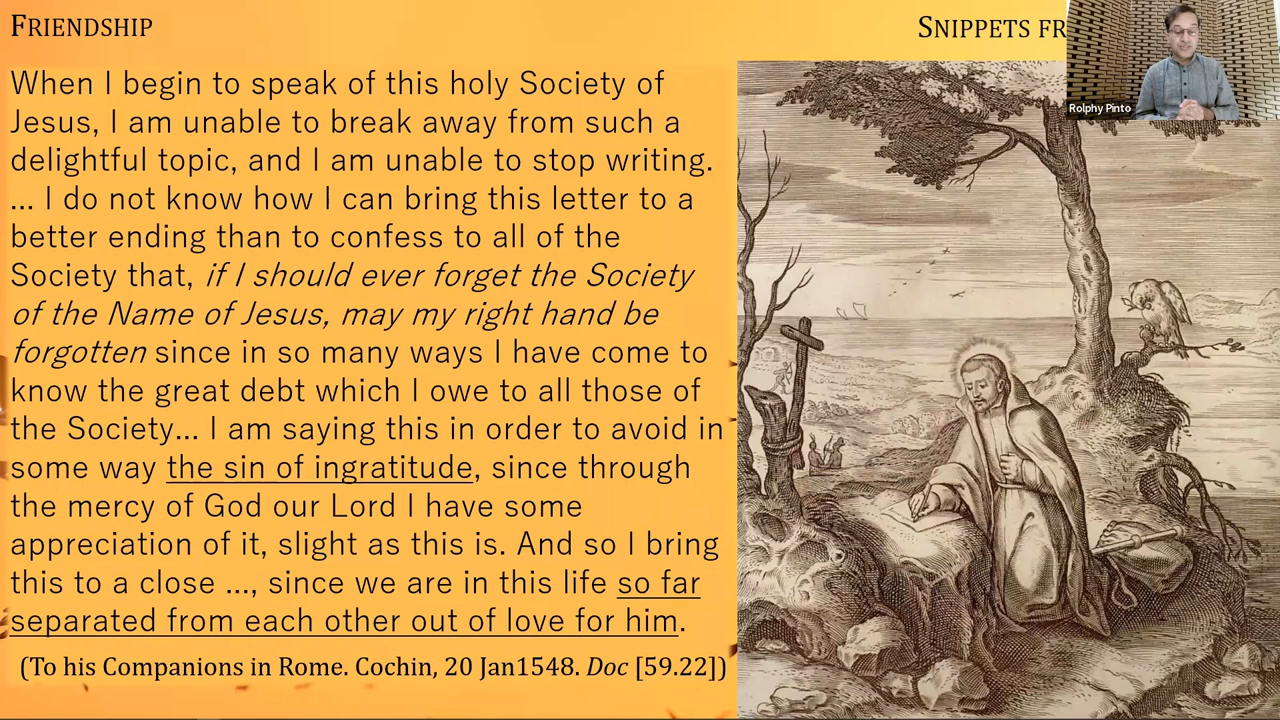 FRIENDSHIP
SNIPPETS FR
Rolphy Pinto
When I begin to speak of this holy Society of
Jesus, I am unable to break away from such a
delightful topic, and I am unable to stop writing.
... I do not know how I can bring this letter to a
better ending than to confess to all of the
Society that, if I should ever forget the Society
of the Name of Jesus, may my right hand be
forgotten since in so many ways I have come to
know the great debt which I owe to all those of
the Society... I am saying this in order to avoid in
some way the sin of ingratitude, since through
the mercy of God our Lord I have some
appreciation of it, slight as this is. And so I bring
this to a close ..., since we are in this life so far
separated from each other out of love for him.
(To his Companions in Rome. Cochin, 20 Jan1548. Doc [59.22])